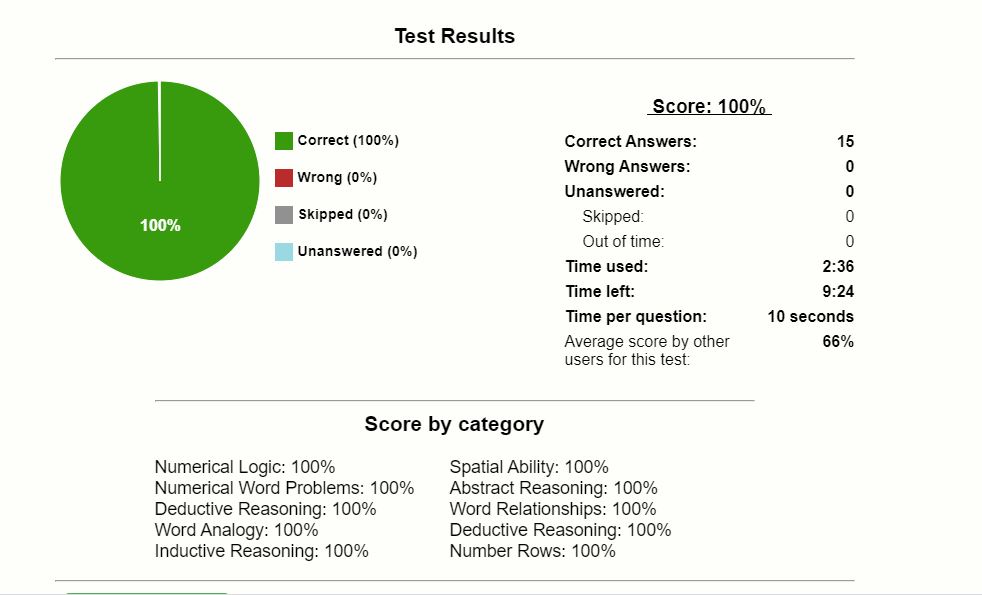 Test Results
100%
Correct (100%)
Wrong (0%)
Skipped (0%)
Unanswered (0%)
Score: 100%
Correct Answers: 15
Wrong Answers: 0
Unanswered: 0
Skipped: 0
Out of time: 0
Time used: 2:36
Time left: 9:24
Time per question: 10 seconds
Average score by other 66%
users for this test:
Score by category
Numerical Logic: 100%
Numerical Word Problems: 100%
Deductive Reasoning: 100%
Word Analogy: 100%
Inductive Reasoning: 100%
Spatial Ability: 100%
Abstract Reasoning: 100%
Word Relationships: 100%
Deductive Reasoning: 100%
Number Rows: 100%